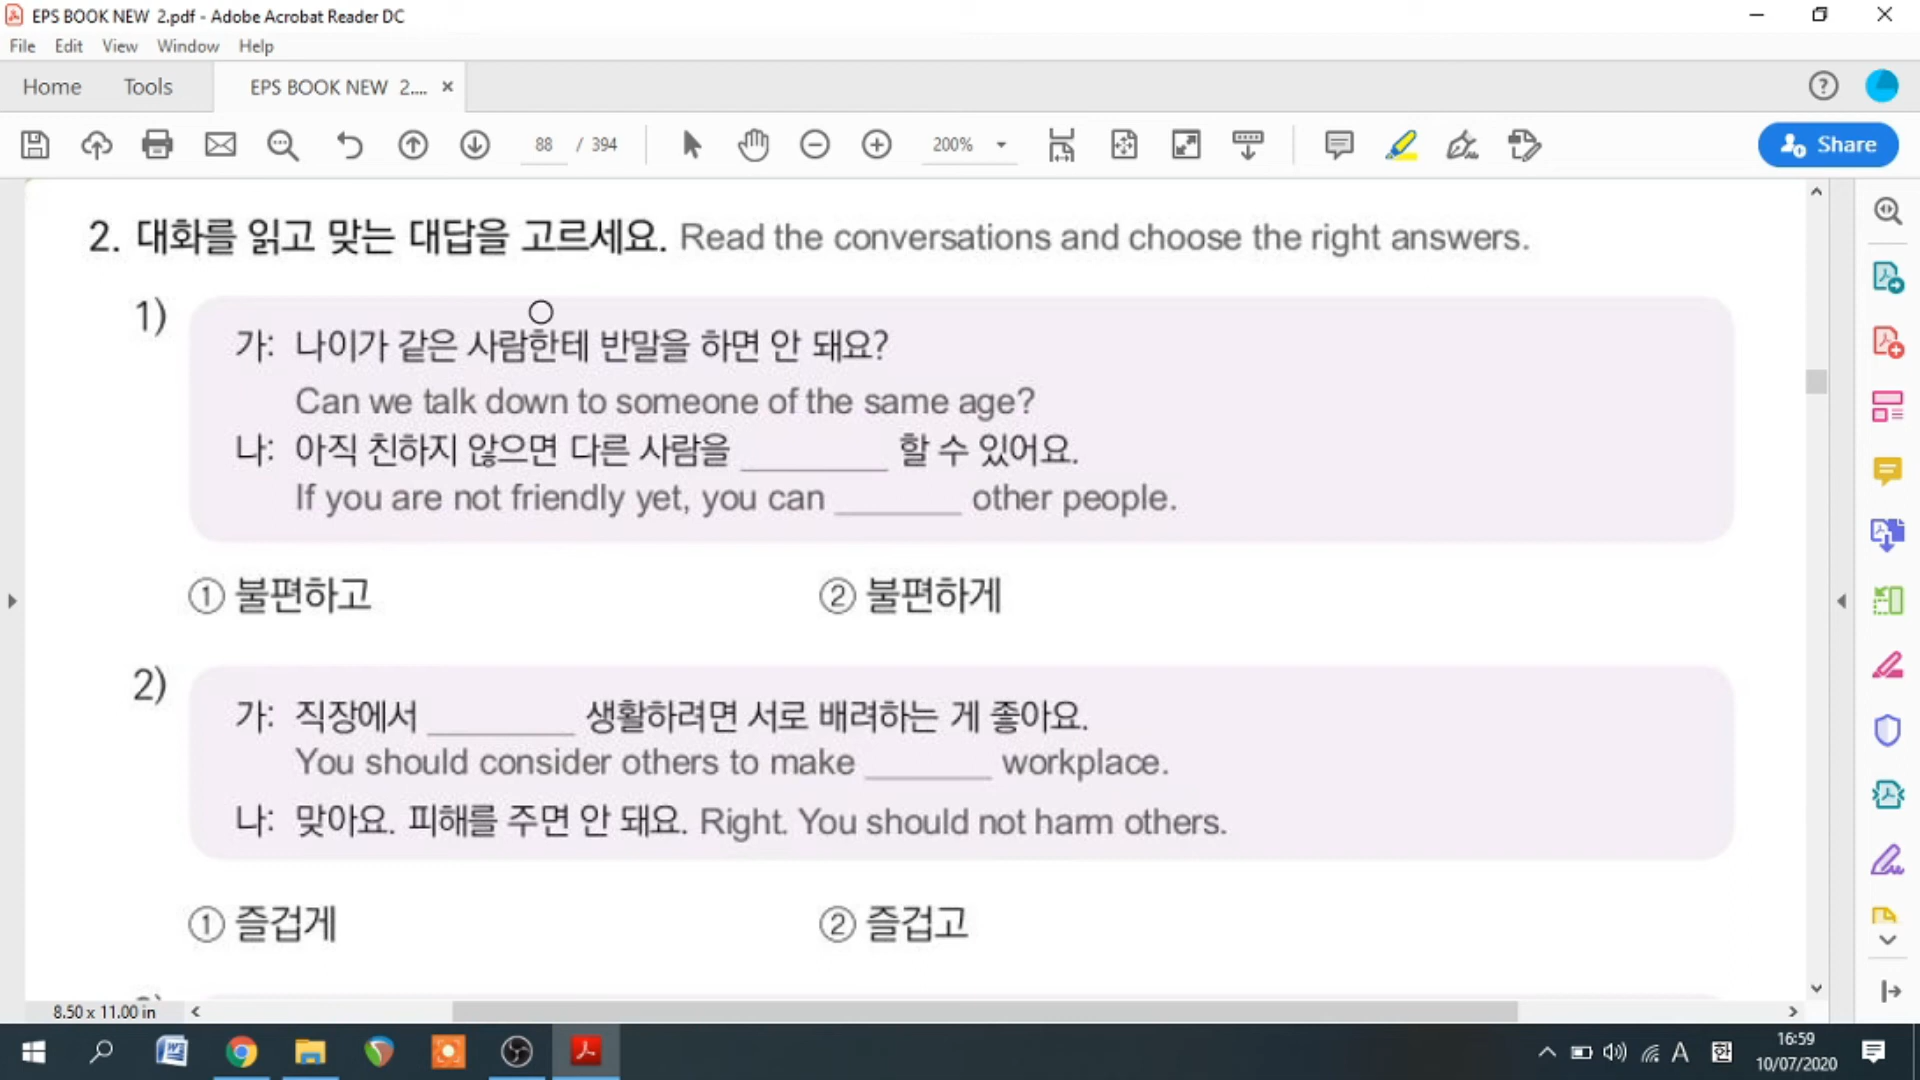 EPS BOOK NEW 2.pdf - Adobe Acrobat Reader DC
File Edit View Window Help
Home Tools EPS BOOK NEW 2....
88 / 394 200% Share
2. 대화를 읽고 맞는 대답을 고르세요. Read the conversations and choose the right answers.
1)
가: 나이가 같은 사람한테 반말을 하면 안 돼요?
Can we talk down to someone of the same age?
나: 아직 친하지 않으면 다른 사람을 ________ 할 수 있어요.
If you are not friendly yet, you can _______ other people.
① 불편하고 ② 불편하게
2)
가: 직장에서 ________ 생활하려면 서로 배려하는 게 좋아요.
You should consider others to make _______ workplace.
나: 맞아요. 피해를 주면 안 돼요. Right. You should not harm others.
① 즐겁게 ② 즐겁고
8.50 x 11.00 in
A 한 16:59
10/07/2020